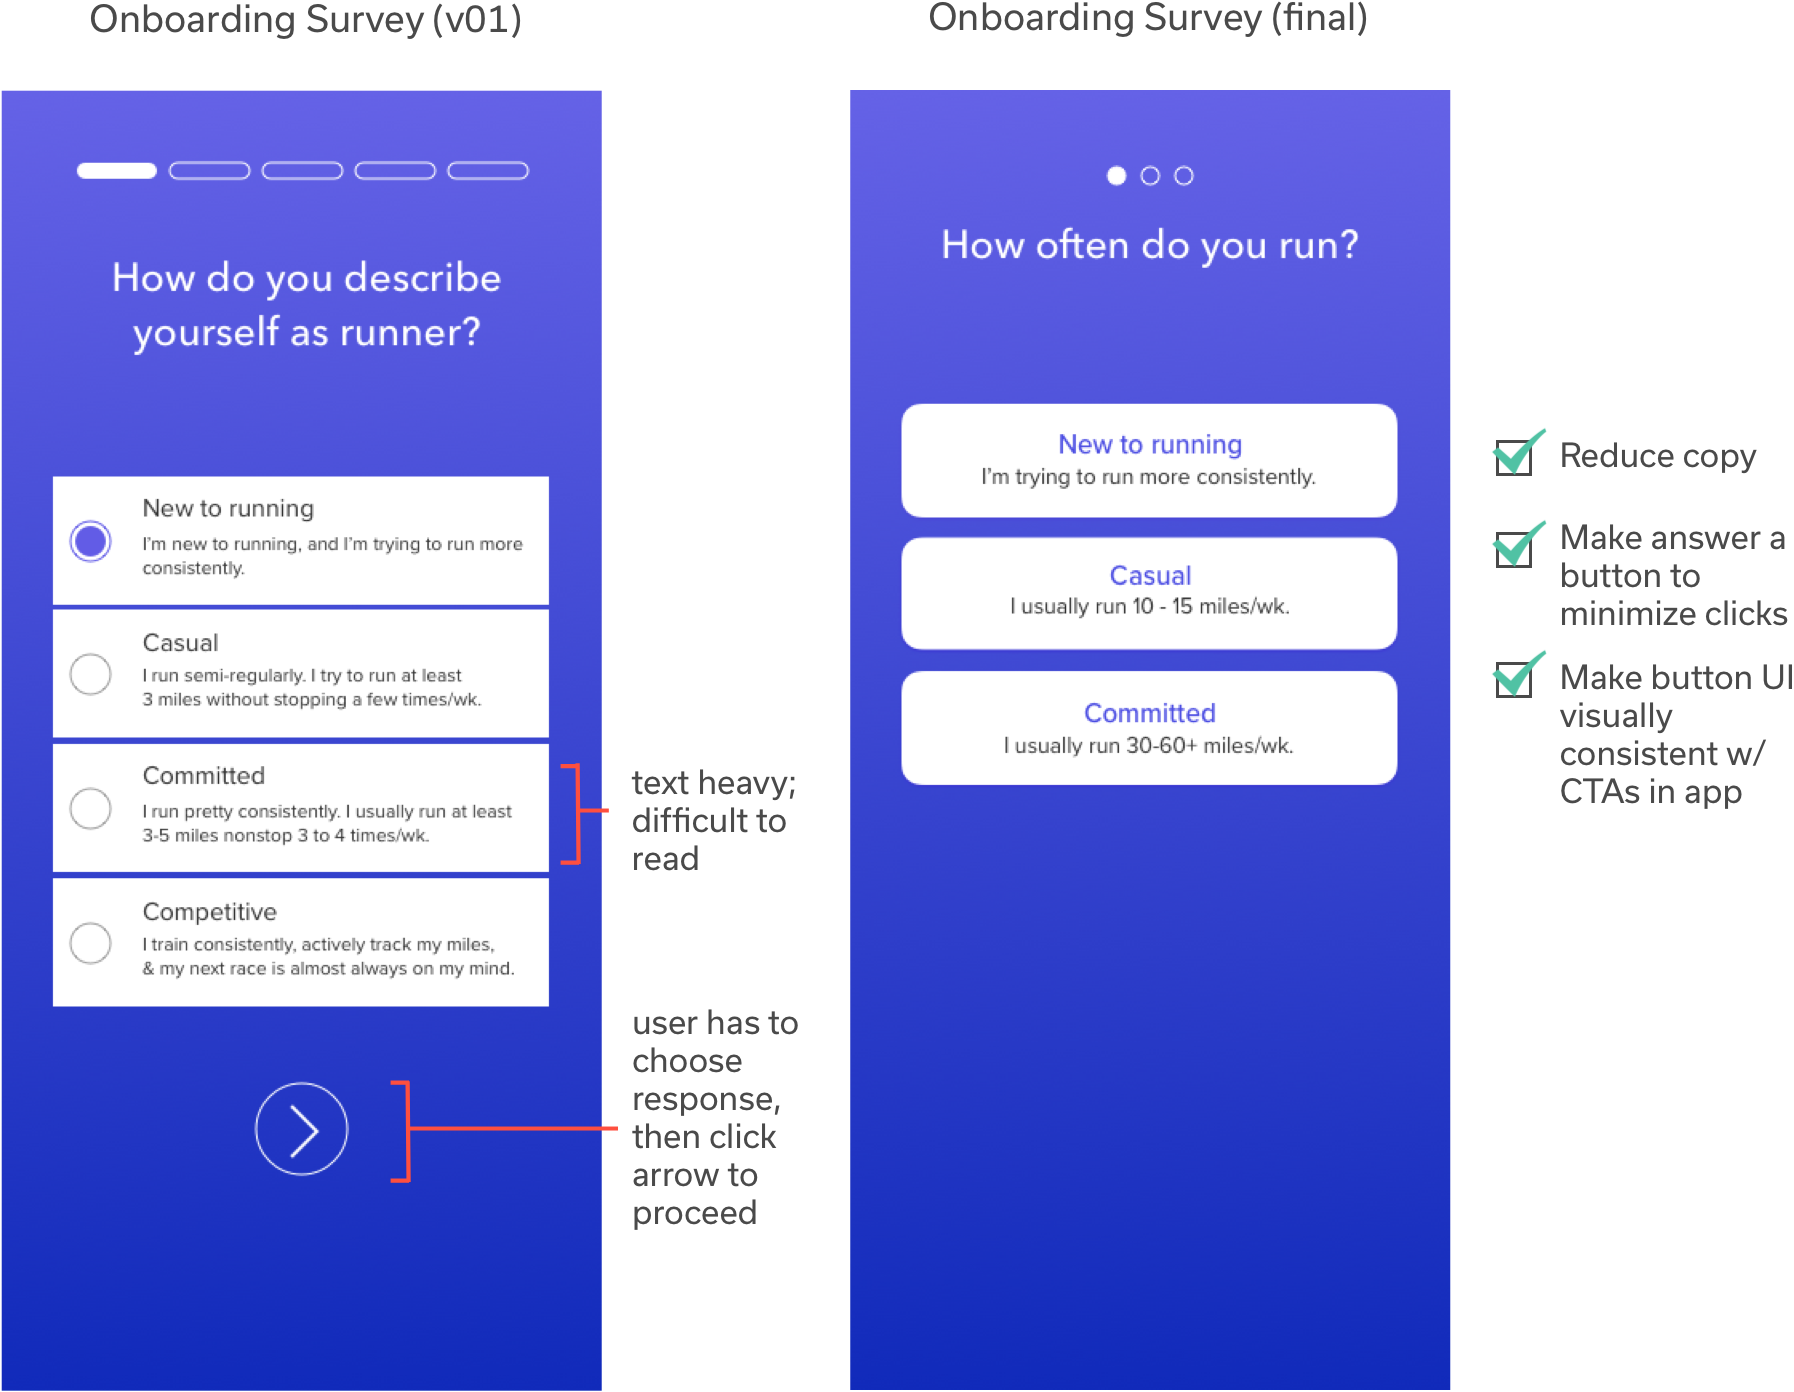 Onboarding Survey (v01)
How do you describe
yourself as runner?
New to running
I'm new to running, and I'm trying to run more
consistently.
Casual
I run semi-regularly. I try to run at least
3 miles without stopping a few times/wk.
Committed
I run pretty consistently. I usually run at least
3-5 miles nonstop 3 to 4 times/wk.
Competitive
I train consistently, actively track my miles,
& my next race is almost always on my mind.
text heavy;
difficult to
read
user has to
choose
response,
then click
arrow to
proceed
Onboarding Survey (final)
How often do you run?
New to running
I'm trying to run more consistently.
Casual
I usually run 10 - 15 miles/wk.
Committed
I usually run 30-60+ miles/wk.
Reduce copy
Make answer a
button to
minimize clicks
Make button UI
visually
consistent w/
CTAs in app